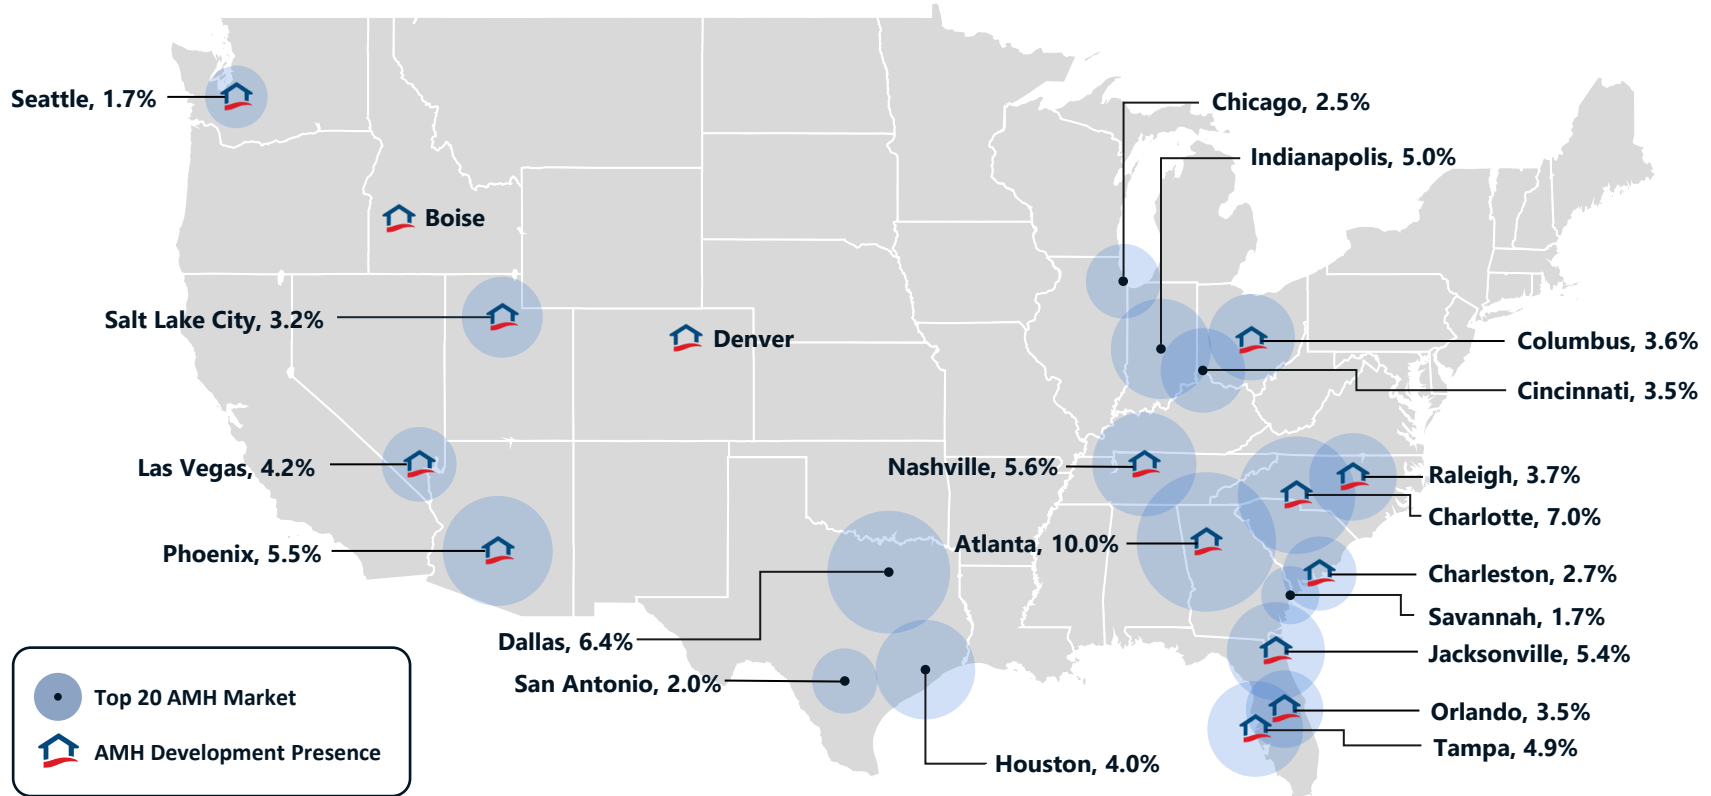 Seattle, 1.7%
Chicago, 2.5%
Indianapolis, 5.0%
Boise
Salt Lake City, 3.2%
Denver
Columbus, 3.6%
Cincinnati, 3.5%
Las Vegas, 4.2%
Nashville, 5.6%
Raleigh, 3.7%
Charlotte, 7.0%
Phoenix, 5.5%
Atlanta, 10.0%
Charleston, 2.7%
Savannah, 1.7%
Dallas, 6.4%
Jacksonville, 5.4%
San Antonio, 2.0%
Orlando, 3.5%
Tampa, 4.9%
Houston, 4.0%
Top 20 AMH Market
AMH Development Presence